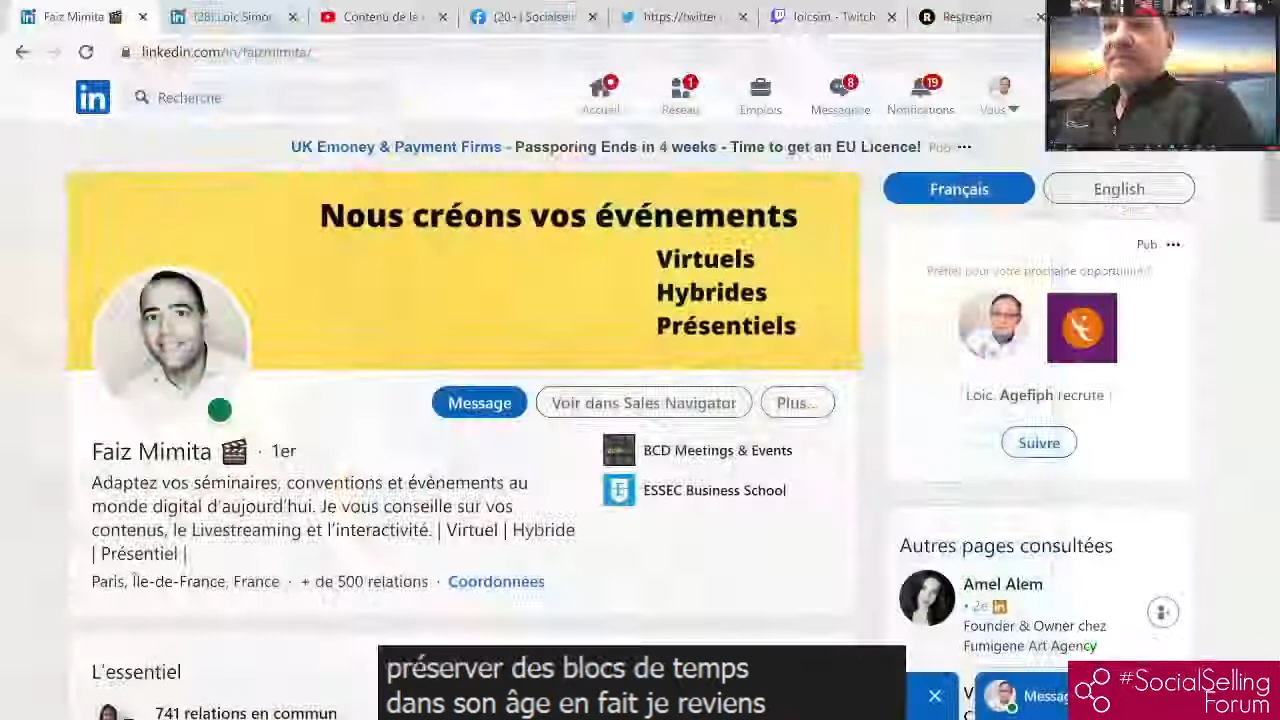 Faiz Mimita 🎬
(28) Loïc Simon
Contenu de la
(20+) Socialsell
https://twitter
loicsim - Twitch
Restream
linkedin.com/in/faizmimita/
in
Recherche
1
8
19
Accueil
Réseau
Emplois
Messagerie
Notifications
Vous
UK Emoney & Payment Firms - Passporing Ends in 4 weeks - Time to get an EU Licence! Pub ···
Français
English
Nous créons vos événements
Virtuels
Hybrides
Présentiels
Pub ···
Prêt(e) pour votre prochaine opportunité ?
Loïc, Agefiph recrute !
Suivre
Message
Voir dans Sales Navigator
Plus...
Faiz Mimita 🎬 · 1er
Adaptez vos séminaires, conventions et évènements au
monde digital d'aujourd'hui. Je vous conseille sur vos
contenus, le Livestreaming et l'interactivité. | Virtuel | Hybride
| Présentiel |
Paris, Île-de-France, France · + de 500 relations · Coordonnées
BCD Meetings & Events
ESSEC Business School
Autres pages consultées
Amel Alem
• 2e in
Founder & Owner chez
Fumigene Art Agency
L'essentiel
741 relations en commun
préserver des blocs de temps
dans son âge en fait je reviens
Messag
#SocialSelling
Forum